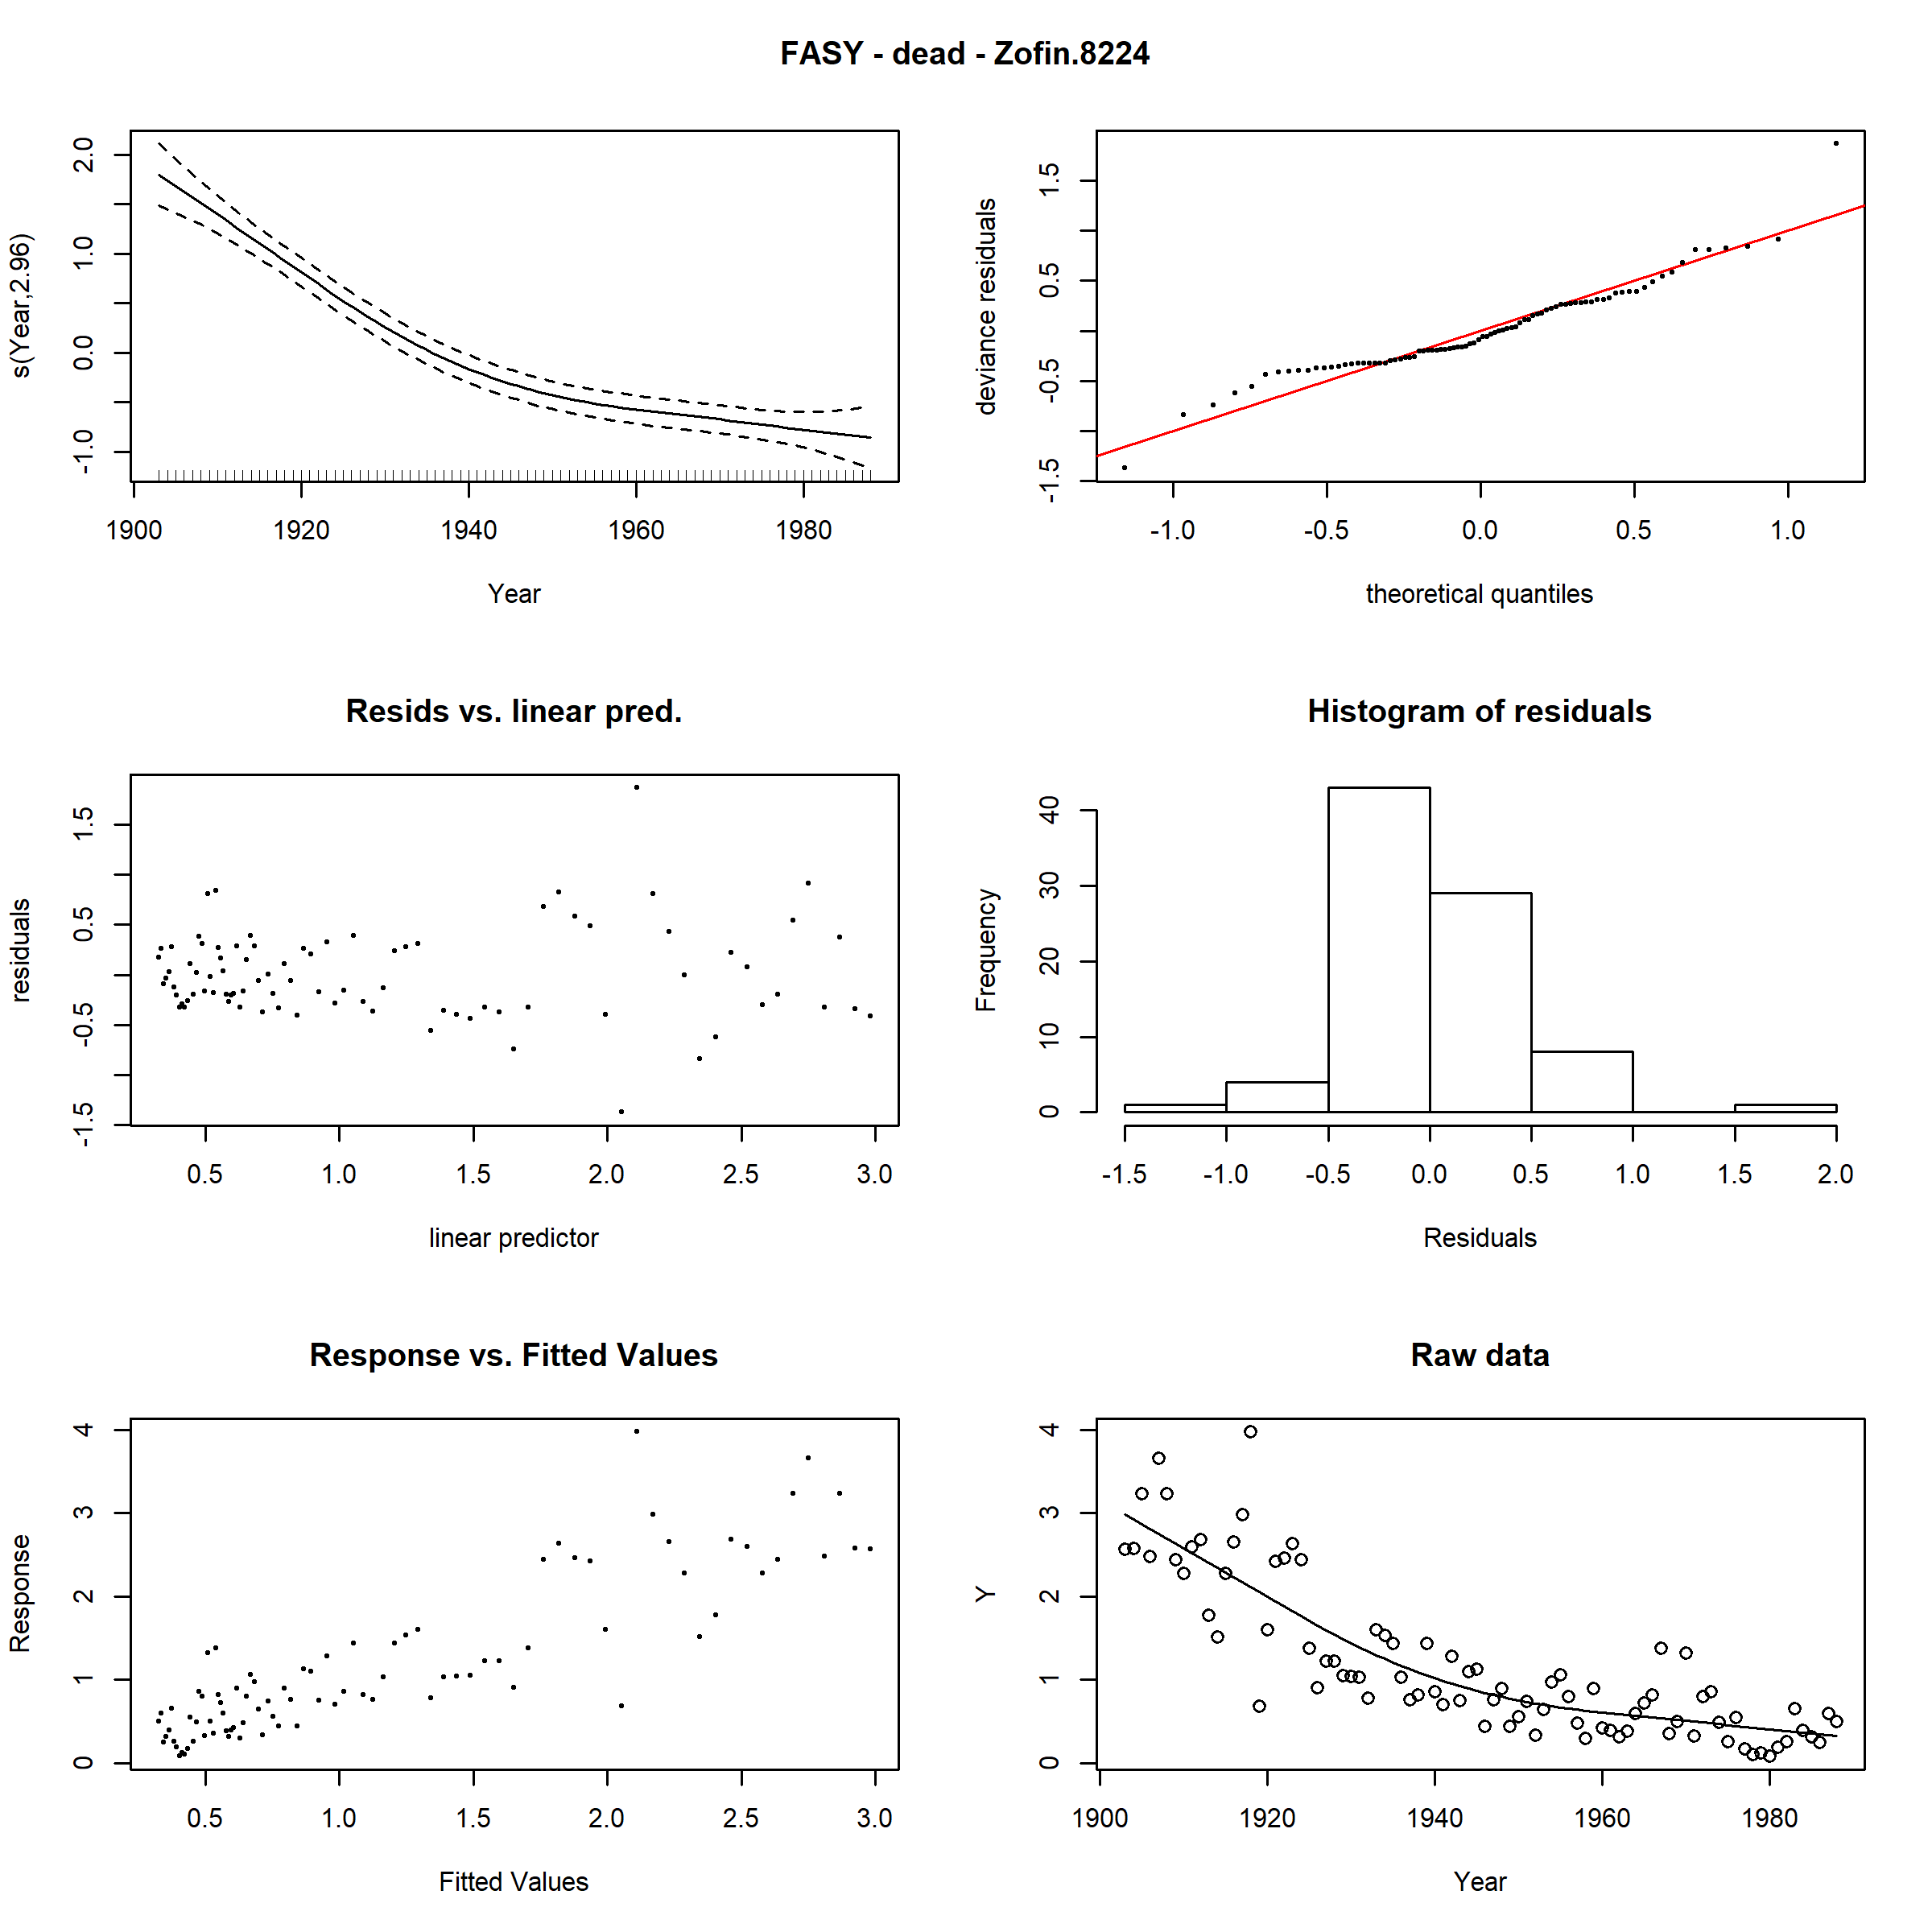 FASY - dead - Zofin.8224
s(Year,2.96)
2.0
1.0
0.0
-1.0
1900 1920 1940 1960 1980
Year
deviance residuals
1.5
0.5
-0.5
-1.5
-1.0 -0.5 0.0 0.5 1.0
theoretical quantiles
Resids vs. linear pred.
residuals
1.5
0.5
-0.5
-1.5
0.5 1.0 1.5 2.0 2.5 3.0
linear predictor
Histogram of residuals
Frequency
40
30
20
10
0
-1.5 -1.0 -0.5 0.0 0.5 1.0 1.5 2.0
Residuals
Response vs. Fitted Values
Response
4
3
2
1
0
0.5 1.0 1.5 2.0 2.5 3.0
Fitted Values
Raw data
Y
4
3
2
1
0
1900 1920 1940 1960 1980
Year